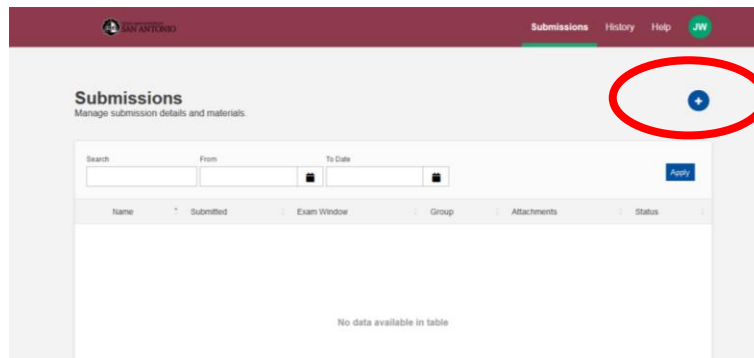 SAN ANTONIO
Submissions History Help JW
Submissions
Manage submission details and materials.
Search From To Date
Apply
Name Submitted Exam Window Group Attachments Status
No data available in table